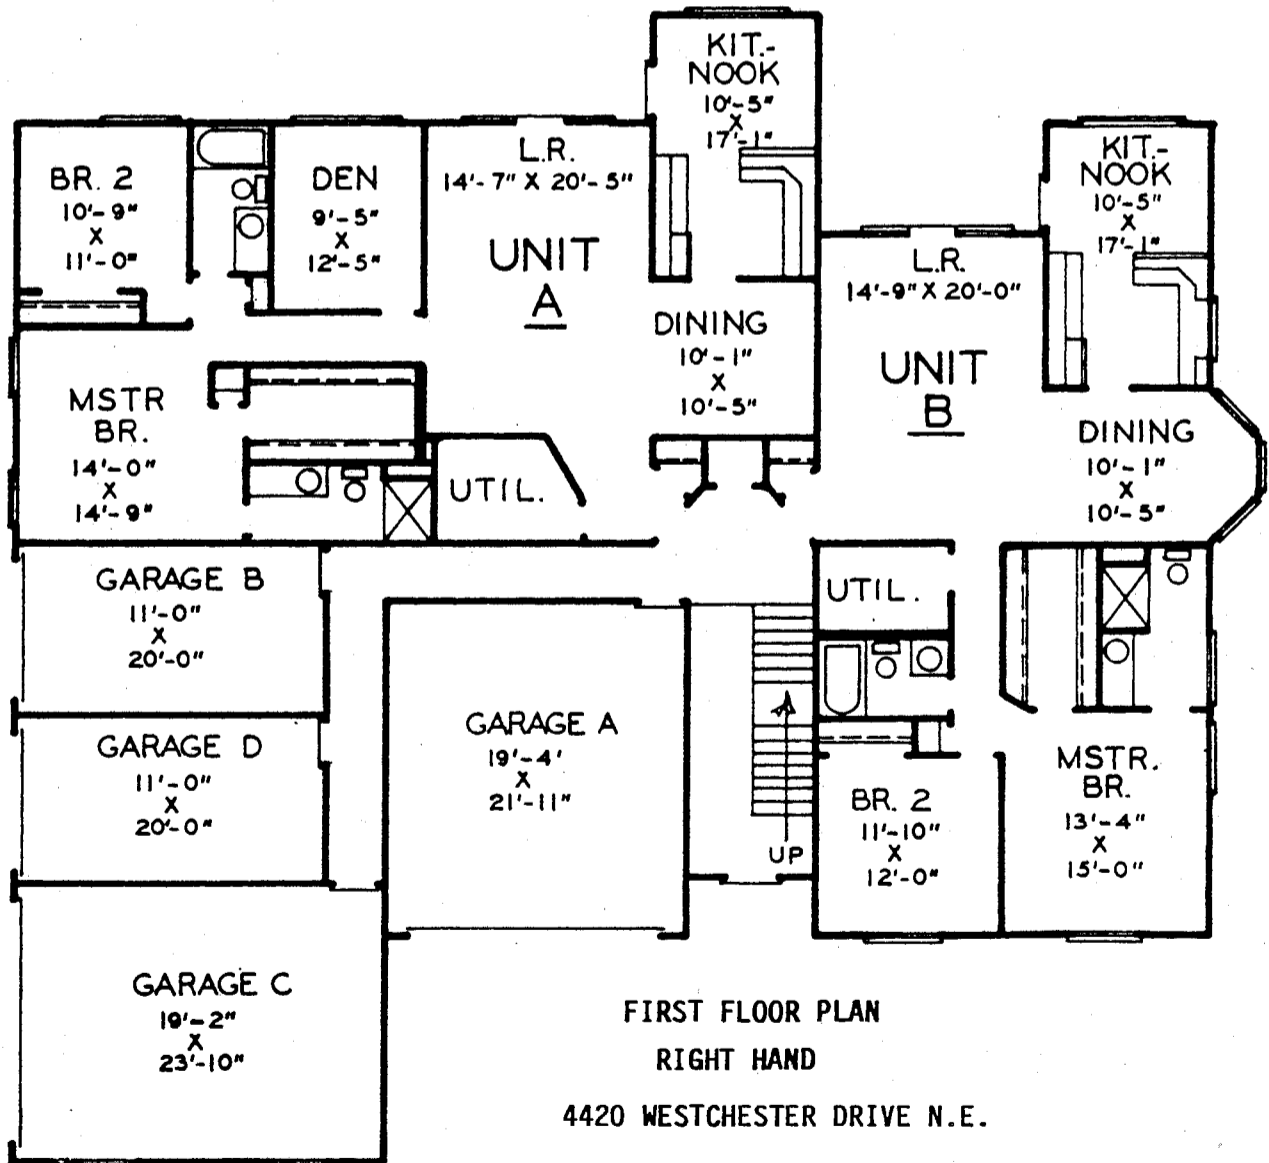 KIT.-
NOOK
10'-5"
X
17'-1"
BR. 2
10'-9"
X
11'-0"
DEN
9'-5"
X
12'-5"
L.R.
14'-7" X 20'-5"
UNIT
A
DINING
10'-1"
X
10'-5"
MSTR
BR.
14'-0"
X
14'-9"
UTIL.
KIT.-
NOOK
10'-5"
X
17'-1"
L.R.
14'-9" X 20'-0"
UNIT
B
DINING
10'-1"
X
10'-5"
GARAGE B
11'-0"
X
20'-0"
GARAGE D
11'-0"
X
20'-0"
GARAGE A
19'-4'
X
21'-11"
GARAGE C
19'-2"
X
23'-10"
UP
UTIL.
BR. 2
11'-10"
X
12'-0"
MSTR.
BR.
13'-4"
X
15'-0"
FIRST FLOOR PLAN
RIGHT HAND
4420 WESTCHESTER DRIVE N.E.